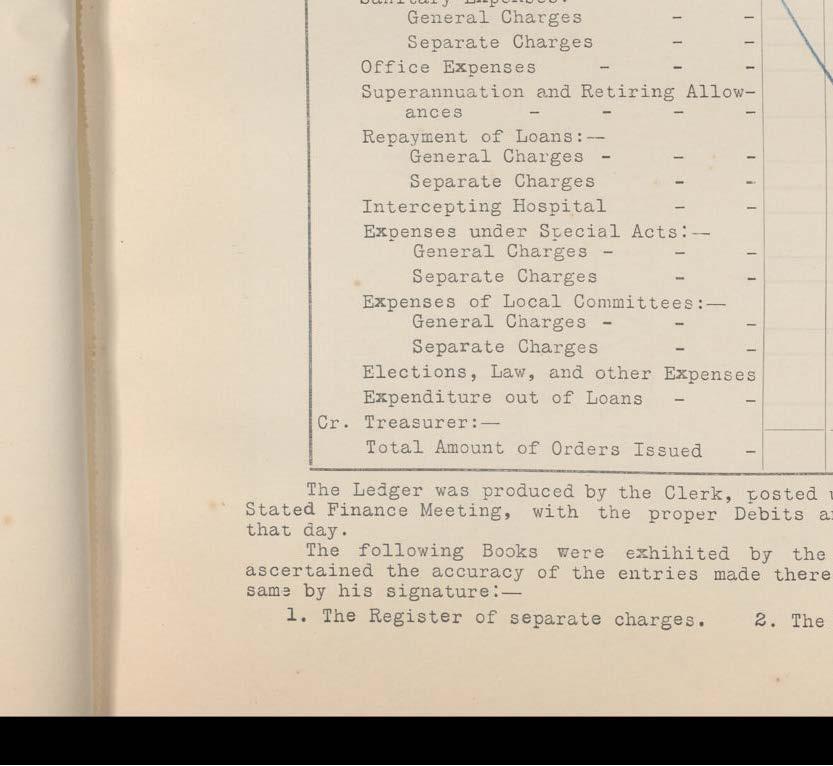 Sanitary Expenses:
General Charges - -
Separate Charges - -
Office Expenses - - -
Superannuation and Retiring Allow-
ances - - - -
Repayment of Loans:—
General Charges - - -
Separate Charges - -
Intercepting Hospital - -
Expenses under Special Acts:—
General Charges - - -
Separate Charges - -
Expenses of Local Committees:—
General Charges - - -
Separate Charges - -
Elections, Law, and other Expenses
Expenditure out of Loans - -
Cr. Treasurer:—
Total Amount of Orders Issued -
The Ledger was produced by the Clerk, posted
Stated Finance Meeting, with the proper Debits
that day.
The following Books were exhihited by the
ascertained the accuracy of the entries made there
same by his signature:—
1. The Register of separate charges. 2. The